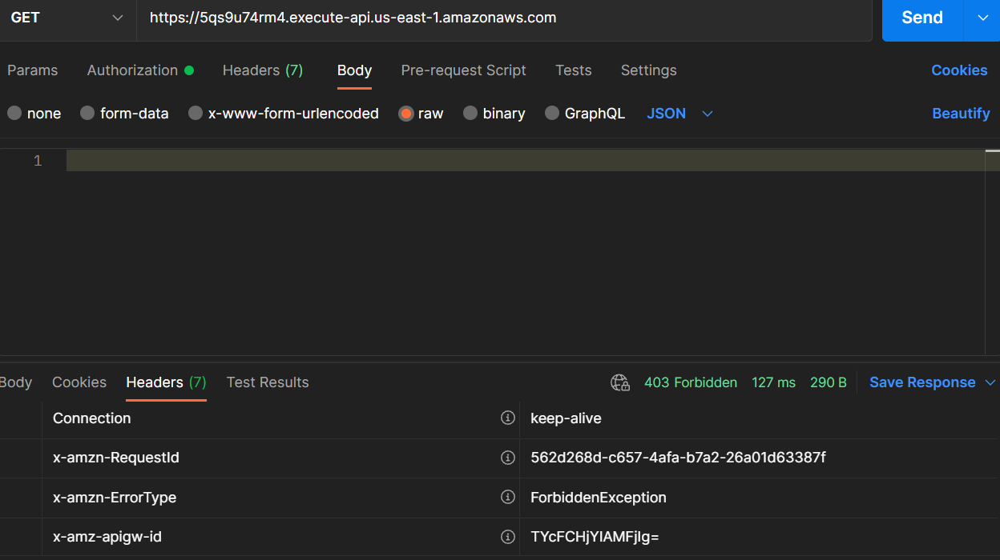 GET https://5qs9u74rm4.execute-api.us-east-1.amazonaws.com Send
Params Authorization Headers (7) Body Pre-request Script Tests Settings Cookies
none form-data x-www-form-urlencoded raw binary GraphQL JSON Beautify
1
Body Cookies Headers (7) Test Results 403 Forbidden 127 ms 290 B Save Response
Connection keep-alive
x-amzn-RequestId 562d268d-c657-4afa-b7a2-26a01d63387f
x-amzn-ErrorType ForbiddenException
x-amz-apigw-id TYcFCHjYIAMFjlg=